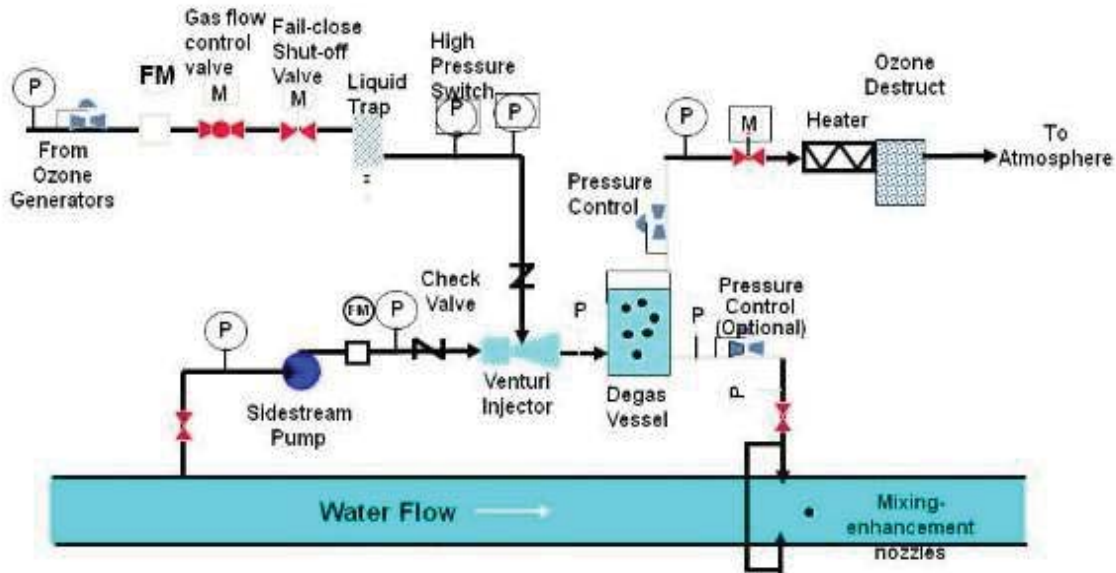 Gas flow
control
valve
M
Fail-close
Shut-off
Valve
M
High
Pressure
Switch
P
P
FM
Liquid
Trap
P
From
Ozone
Generators
Ozone
Destruct
P
M
Heater
To
Atmosphere
Pressure
Control
Check
Valve
P
FM
P
P
P
Pressure
Control
(Optional)
P
Sidestream
Pump
Venturi
Injector
Degas
Vessel
Water Flow
Mixing-
enhancement
nozzles